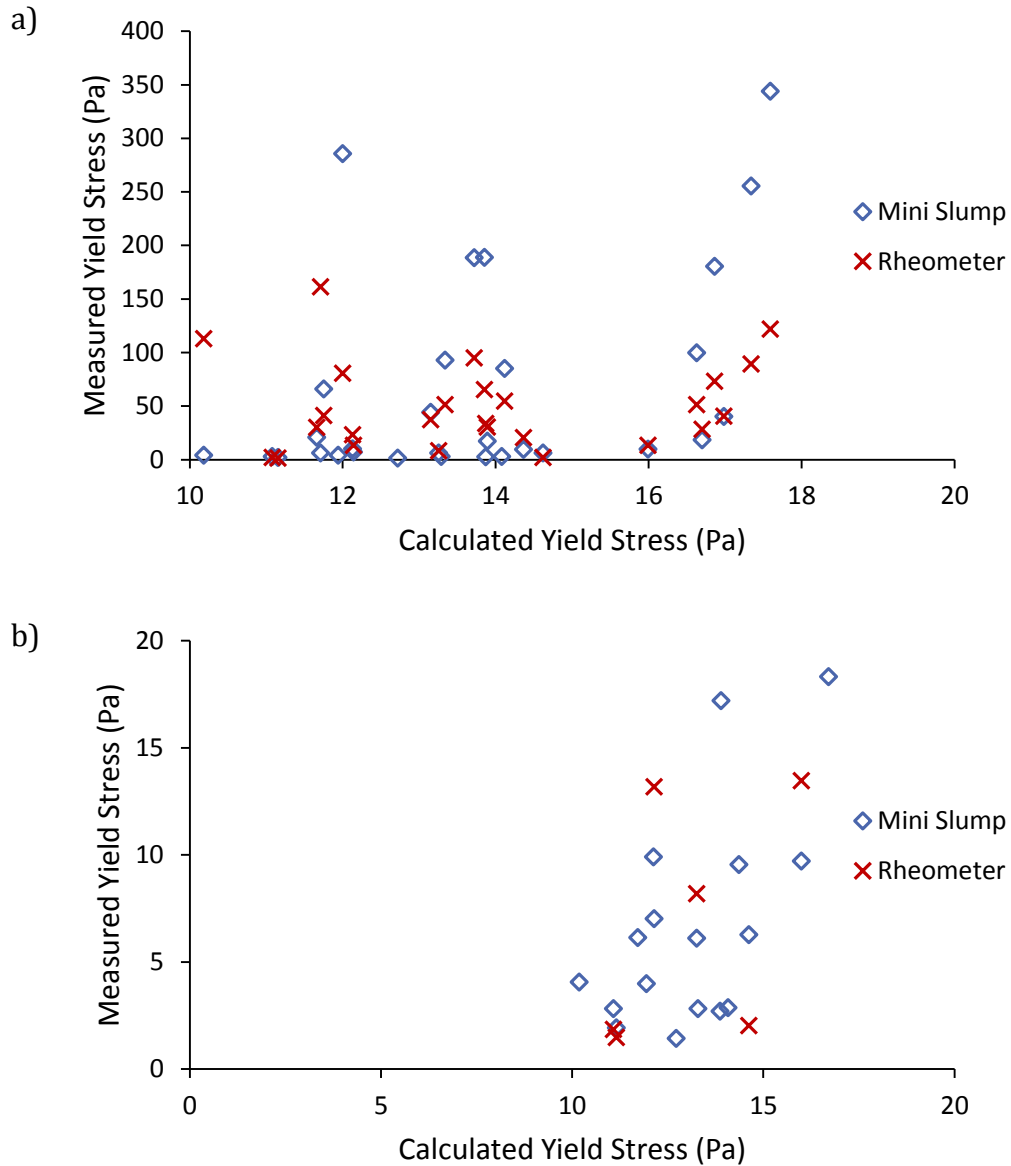 a)
400
350
300
250
200
150
100
50
0
Measured Yield Stress (Pa)
10 12 14 16 18 20
Calculated Yield Stress (Pa)
Mini Slump
Rheometer
b)
20
15
10
5
0
Measured Yield Stress (Pa)
0 5 10 15 20
Calculated Yield Stress (Pa)
Mini Slump
Rheometer